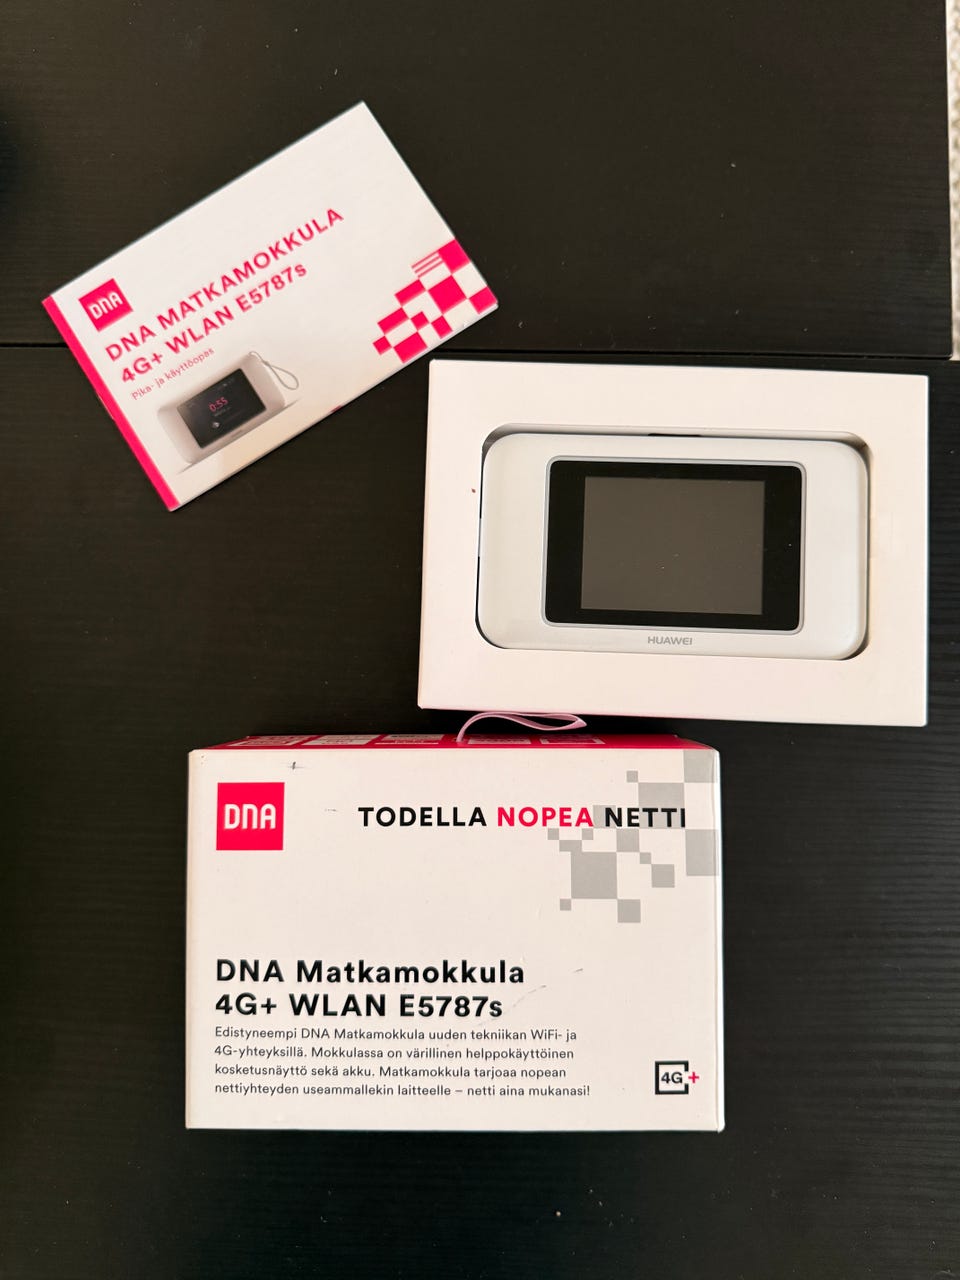 DNA
DNA MATKAMOKKULA
4G+ WLAN E5787s
Pika- ja käyttöopas
0:55
HUAWEI
DNA
TODELLA NOPEA NETTI
DNA Matkamokkula
4G+ WLAN E5787s
Edistyneempi DNA Matkamokkula uuden tekniikan WiFi- ja
4G-yhteyksillä. Mokkulassa on värillinen helppokäyttöinen
kosketusnäyttö sekä akku. Matkamokkula tarjoaa nopean
nettiyhteyden useammallekin laitteelle – netti aina mukanasi!
4G+